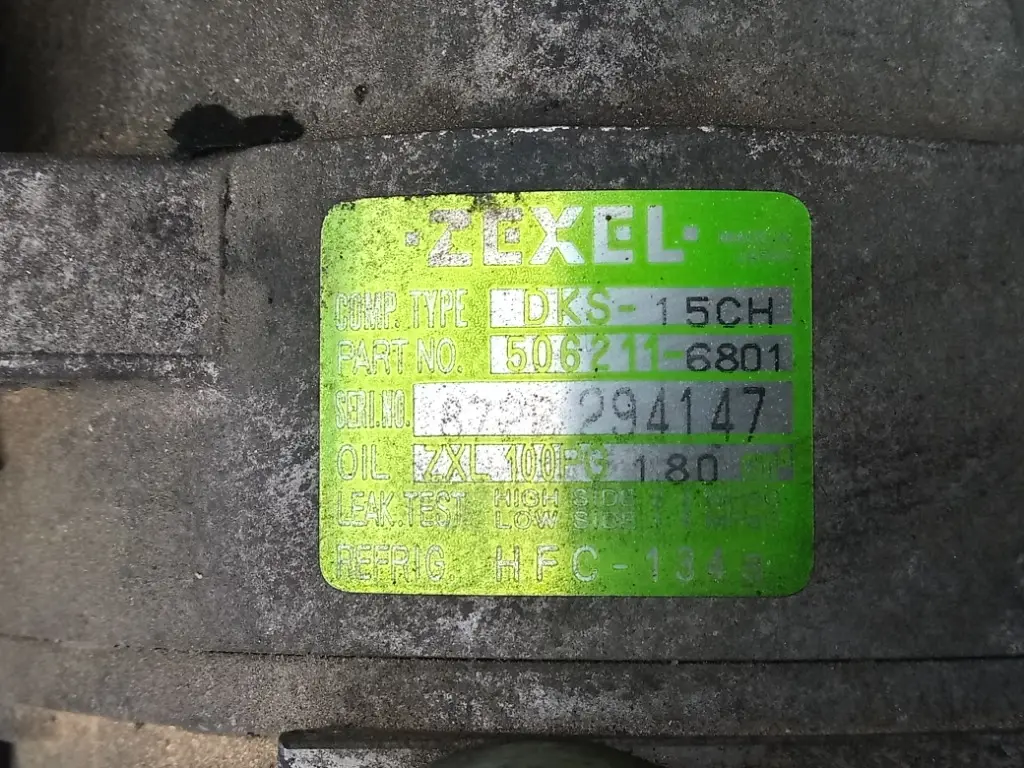 ·ZEXEL·
COMP. TYPE DKS-15CH
PART NO. 506211-6801
SERI.NO. 294147
OIL ZXL 100PG 180
LEAK.TEST HIGH SIDE
LOW SIDE
REFRIG. HFC-134a